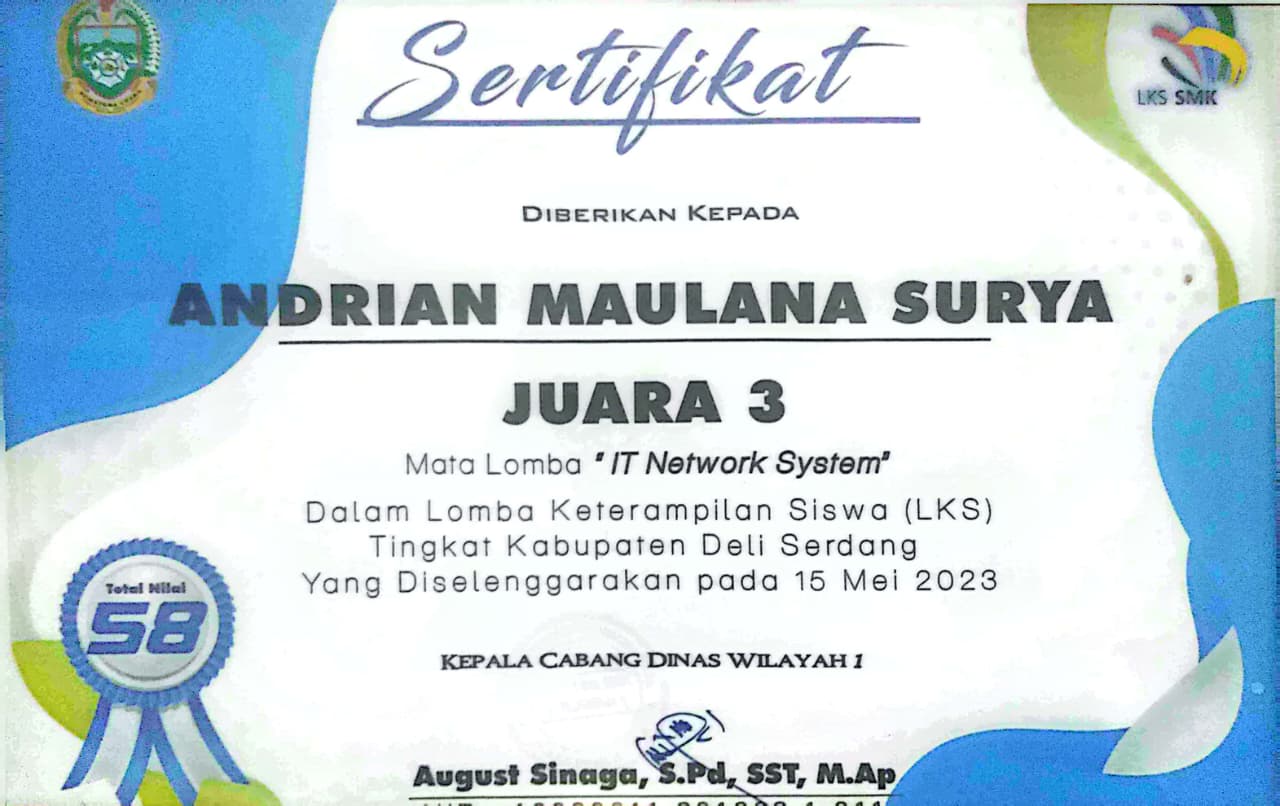 Sertifikat
LKS SMK
DIBERIKAN KEPADA
ANDRIAN MAULANA SURYA
JUARA 3
Mata Lomba "IT Network System"
Dalam Lomba Keterampilan Siswa (LKS)
Tingkat Kabupaten Deli Serdang
Yang Diselenggarakan pada 15 Mei 2023
Total Nilai
58
KEPALA CABANG DINAS WILAYAH 1
August Sinaga, S.Pd, SST, M.Ap